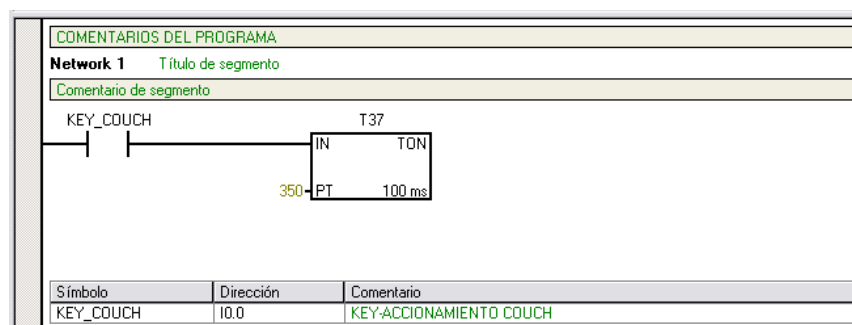 COMENTARIOS DEL PROGRAMA
Network 1 Título de segmento
Comentario de segmento
KEY_COUCH T37
IN TON
350 PT 100 ms
Símbolo Dirección Comentario
KEY_COUCH I0.0 KEY-ACCIONAMIENTO COUCH